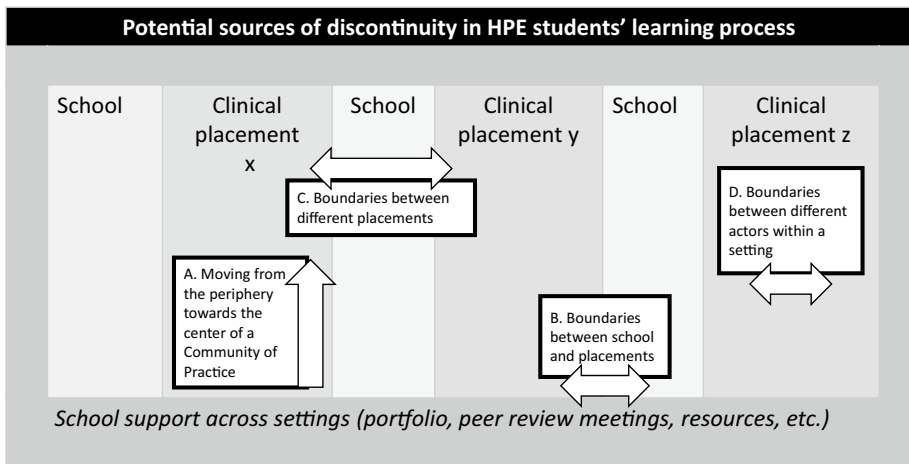 Potential sources of discontinuity in HPE students’ learning process
School
Clinical
placement
x
School
Clinical
placement y
School
Clinical
placement z
C. Boundaries between
different placements
D. Boundaries
between different
actors within a
setting
A. Moving from
the periphery
towards the
center of a
Community of
Practice
B. Boundaries
between school
and placements
School support across settings (portfolio, peer review meetings, resources, etc.)